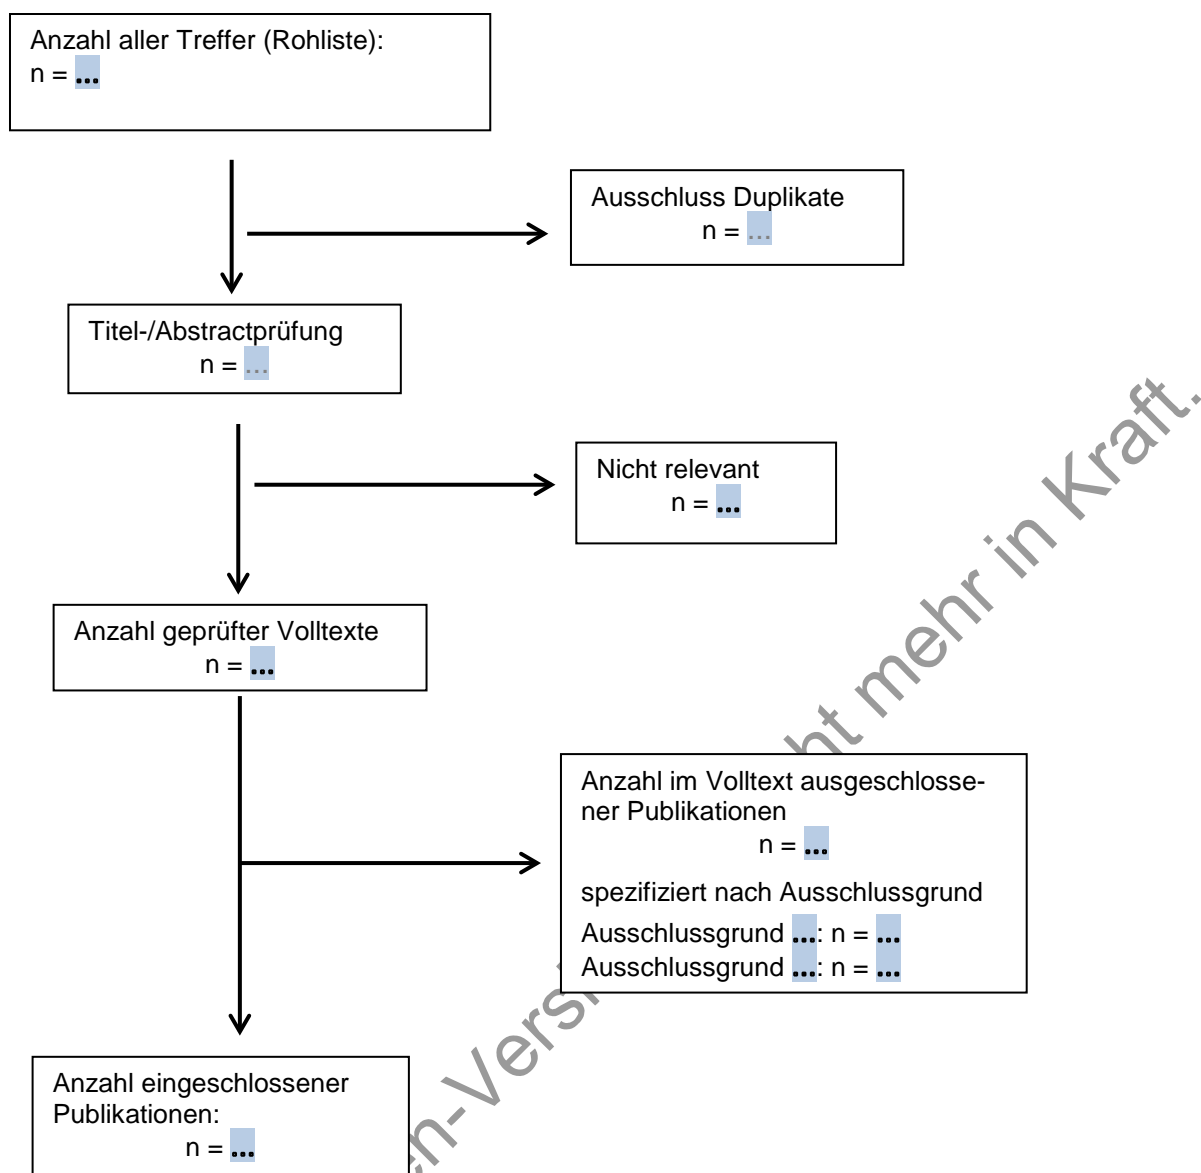 Anzahl aller Treffer (Rohliste):
n = ...
Ausschluss Duplikate
n = ...
Titel-/Abstractprüfung
n = ...
Nicht relevant
n = ...
Anzahl geprüfter Volltexte
n = ...
Anzahl im Volltext ausgeschlosse-
ner Publikationen
n = ...
spezifiziert nach Ausschlussgrund
Ausschlussgrund ...: n = ...
Ausschlussgrund ...: n = ...
Anzahl eingeschlossener
Publikationen:
n = ...
mehr in Kraft.